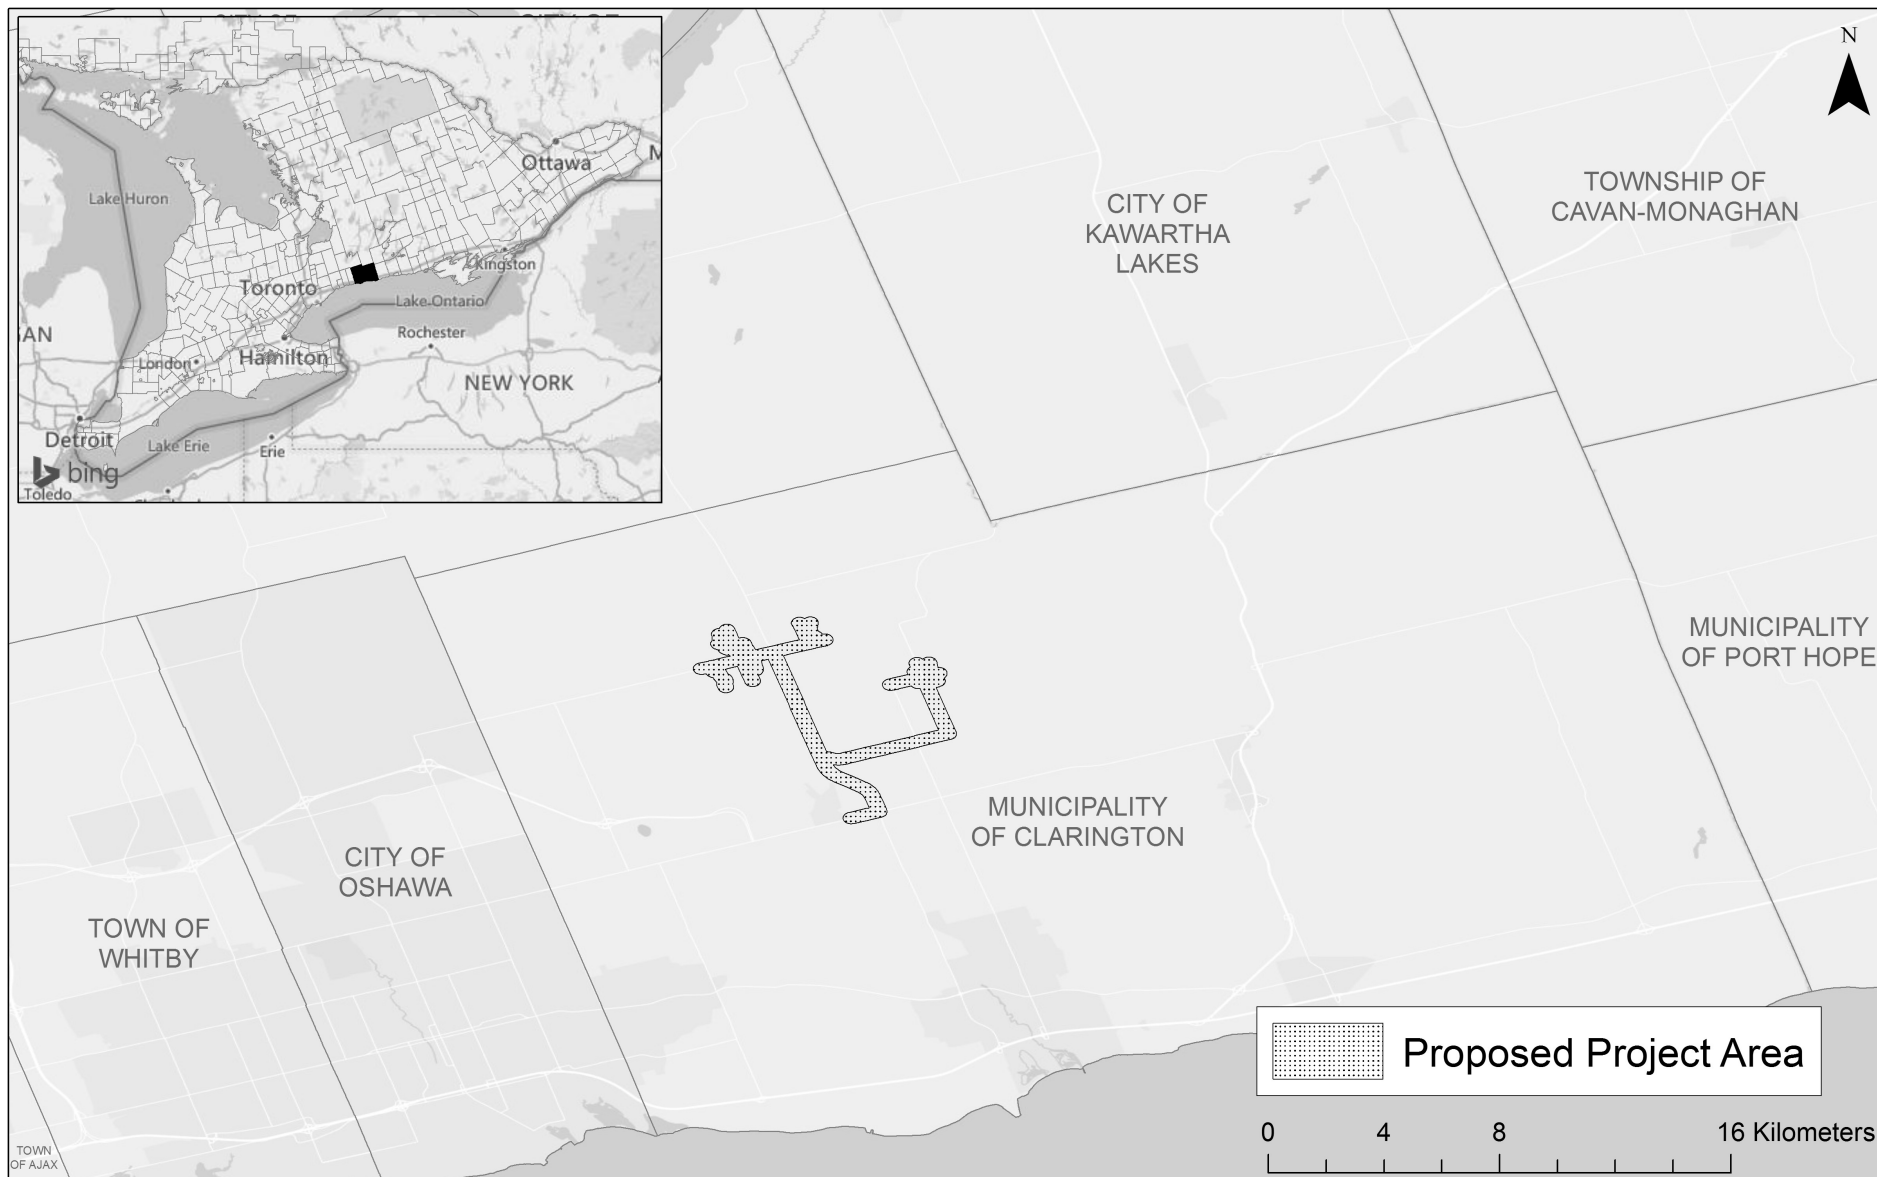 Lake Huron
Ottawa
Kingston
Toronto
Lake Ontario
Rochester
Hamilton
London
NEW YORK
Detroit
Lake Erie
Erie
bing
Toledo
N
CITY OF
KAWARTHA
LAKES
TOWNSHIP OF
CAVAN-MONAGHAN
MUNICIPALITY
OF PORT HOPE
MUNICIPALITY
OF CLARINGTON
CITY OF
OSHAWA
TOWN OF
WHITBY
TOWN
OF AJAX
Proposed Project Area
0 4 8 16 Kilometers